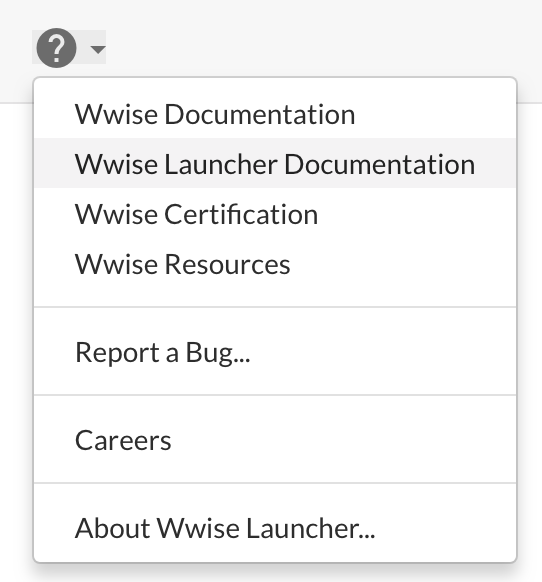 ?
Wwise Documentation
Wwise Launcher Documentation
Wwise Certification
Wwise Resources
Report a Bug...
Careers
About Wwise Launcher...